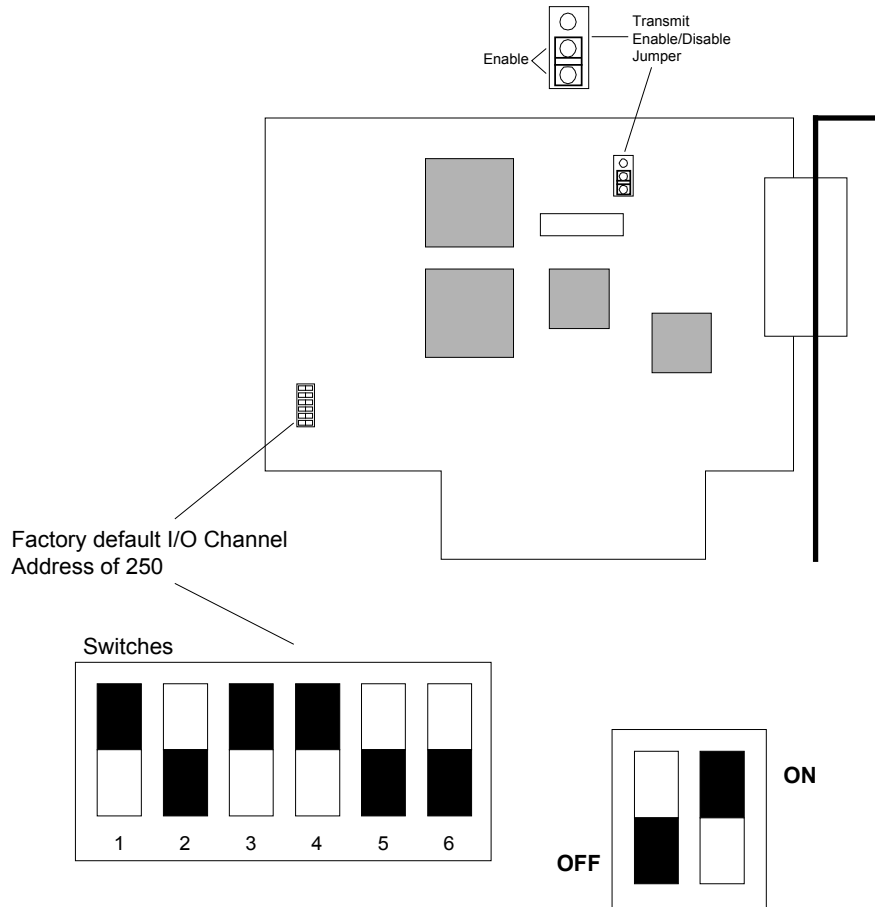 Transmit
Enable/Disable
Jumper
Enable
Factory default I/O Channel
Address of 250
Switches
1 2 3 4 5 6
ON
OFF